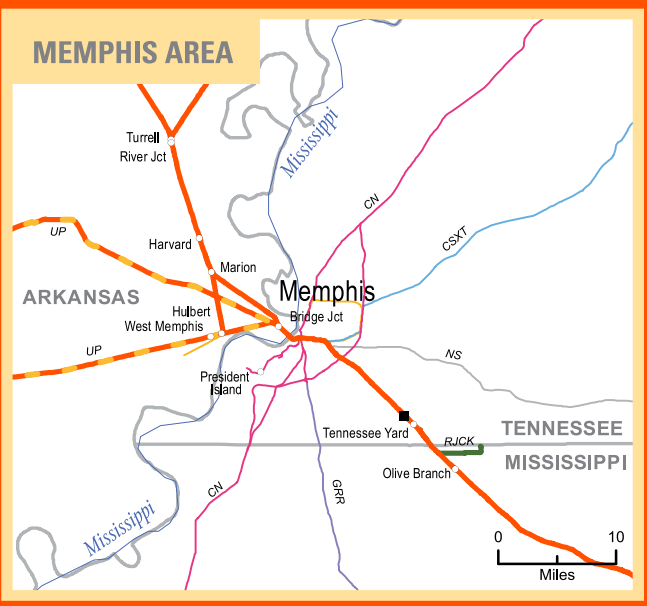 MEMPHIS AREA
Mississippi
Turrell
River Jct
CN
UP
CSXT
Harvard
Marion
ARKANSAS
Memphis
Hulbert
Bridge Jct
West Memphis
UP
NS
President
Island
Tennessee Yard
TENNESSEE
RJCK
MISSISSIPPI
Olive Branch
CN
GRR
Mississippi
0
10
Miles